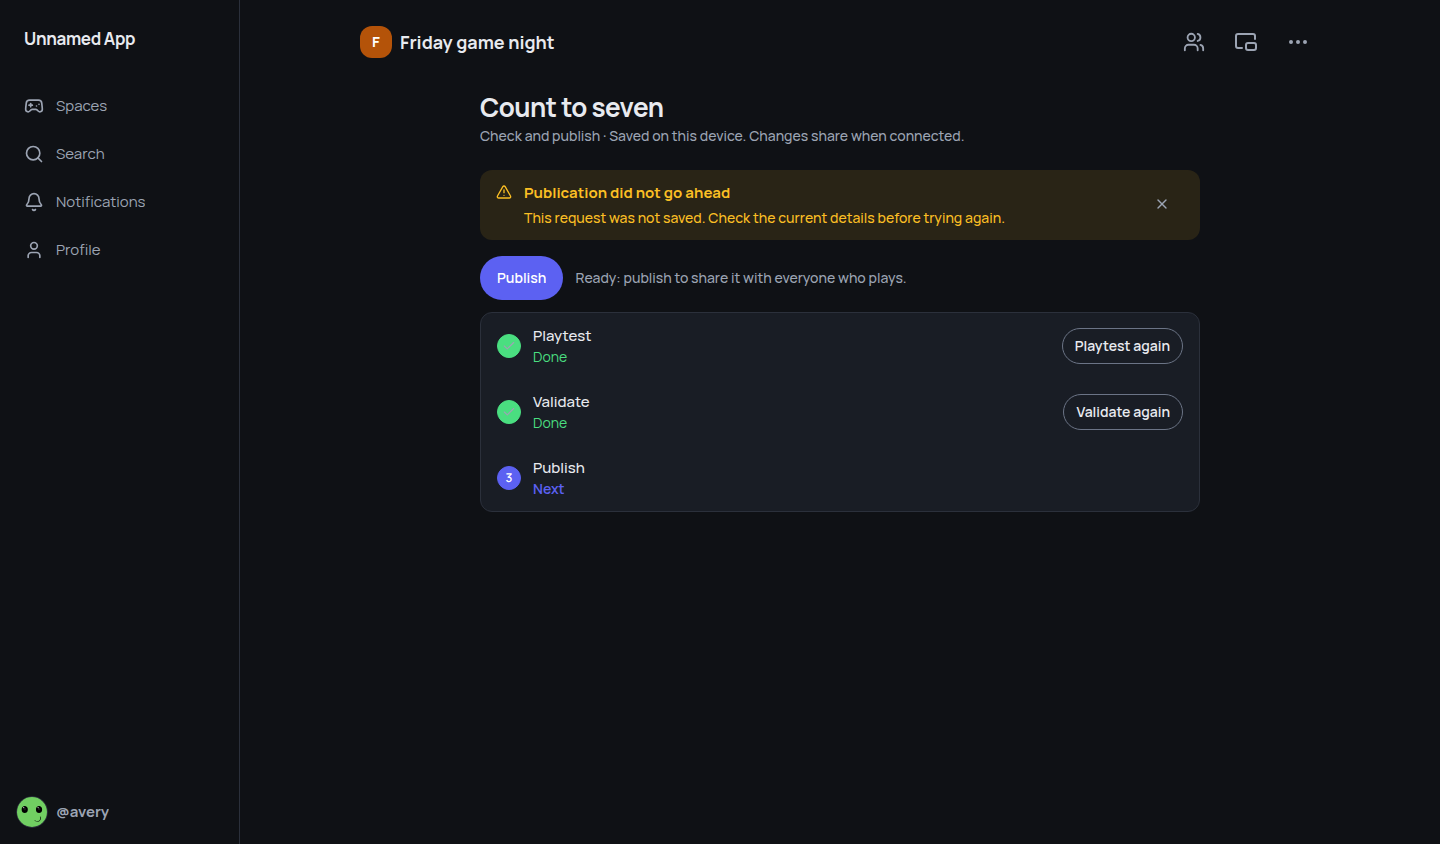 Unnamed App
Spaces
Search
Notifications
Profile
@avery
F
Friday game night
Count to seven
Check and publish · Saved on this device. Changes share when connected.
Publication did not go ahead
This request was not saved. Check the current details before trying again.
Publish
Ready: publish to share it with everyone who plays.
Playtest
Done
Playtest again
Validate
Done
Validate again
3
Publish
Next